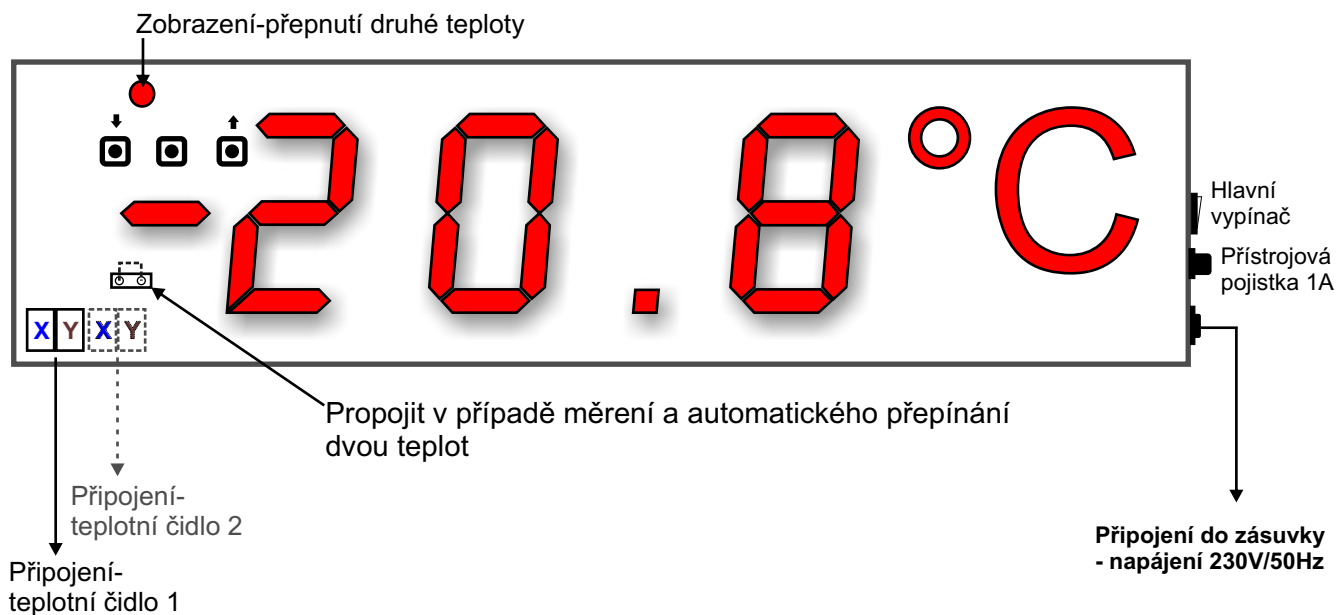 Zobrazení-přepnutí druhé teploty
-20.8°C
Hlavní
vypínač
Přístrojová
pojistka 1A
X Y X Y
Propojit v případě měrení a automatického přepínání
dvou teplot
Připojení-
teplotní čidlo 2
Připojení do zásuvky
- napájení 230V/50Hz
Připojení-
teplotní čidlo 1